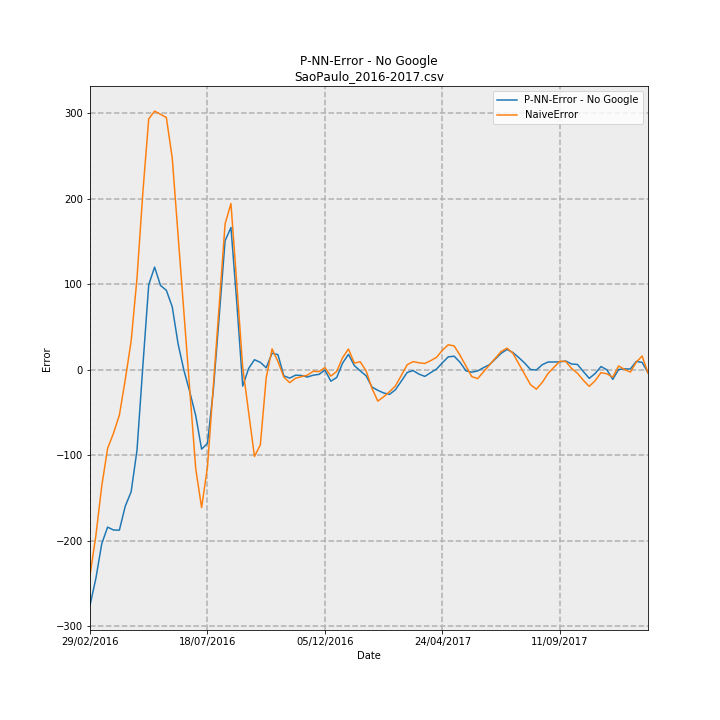 P-NN-Error - No Google
SaoPaulo_2016-2017.csv
P-NN-Error - No Google
NaiveError
300
200
100
0
−100
−200
−300
Error
29/02/2016
18/07/2016
05/12/2016
24/04/2017
11/09/2017
Date